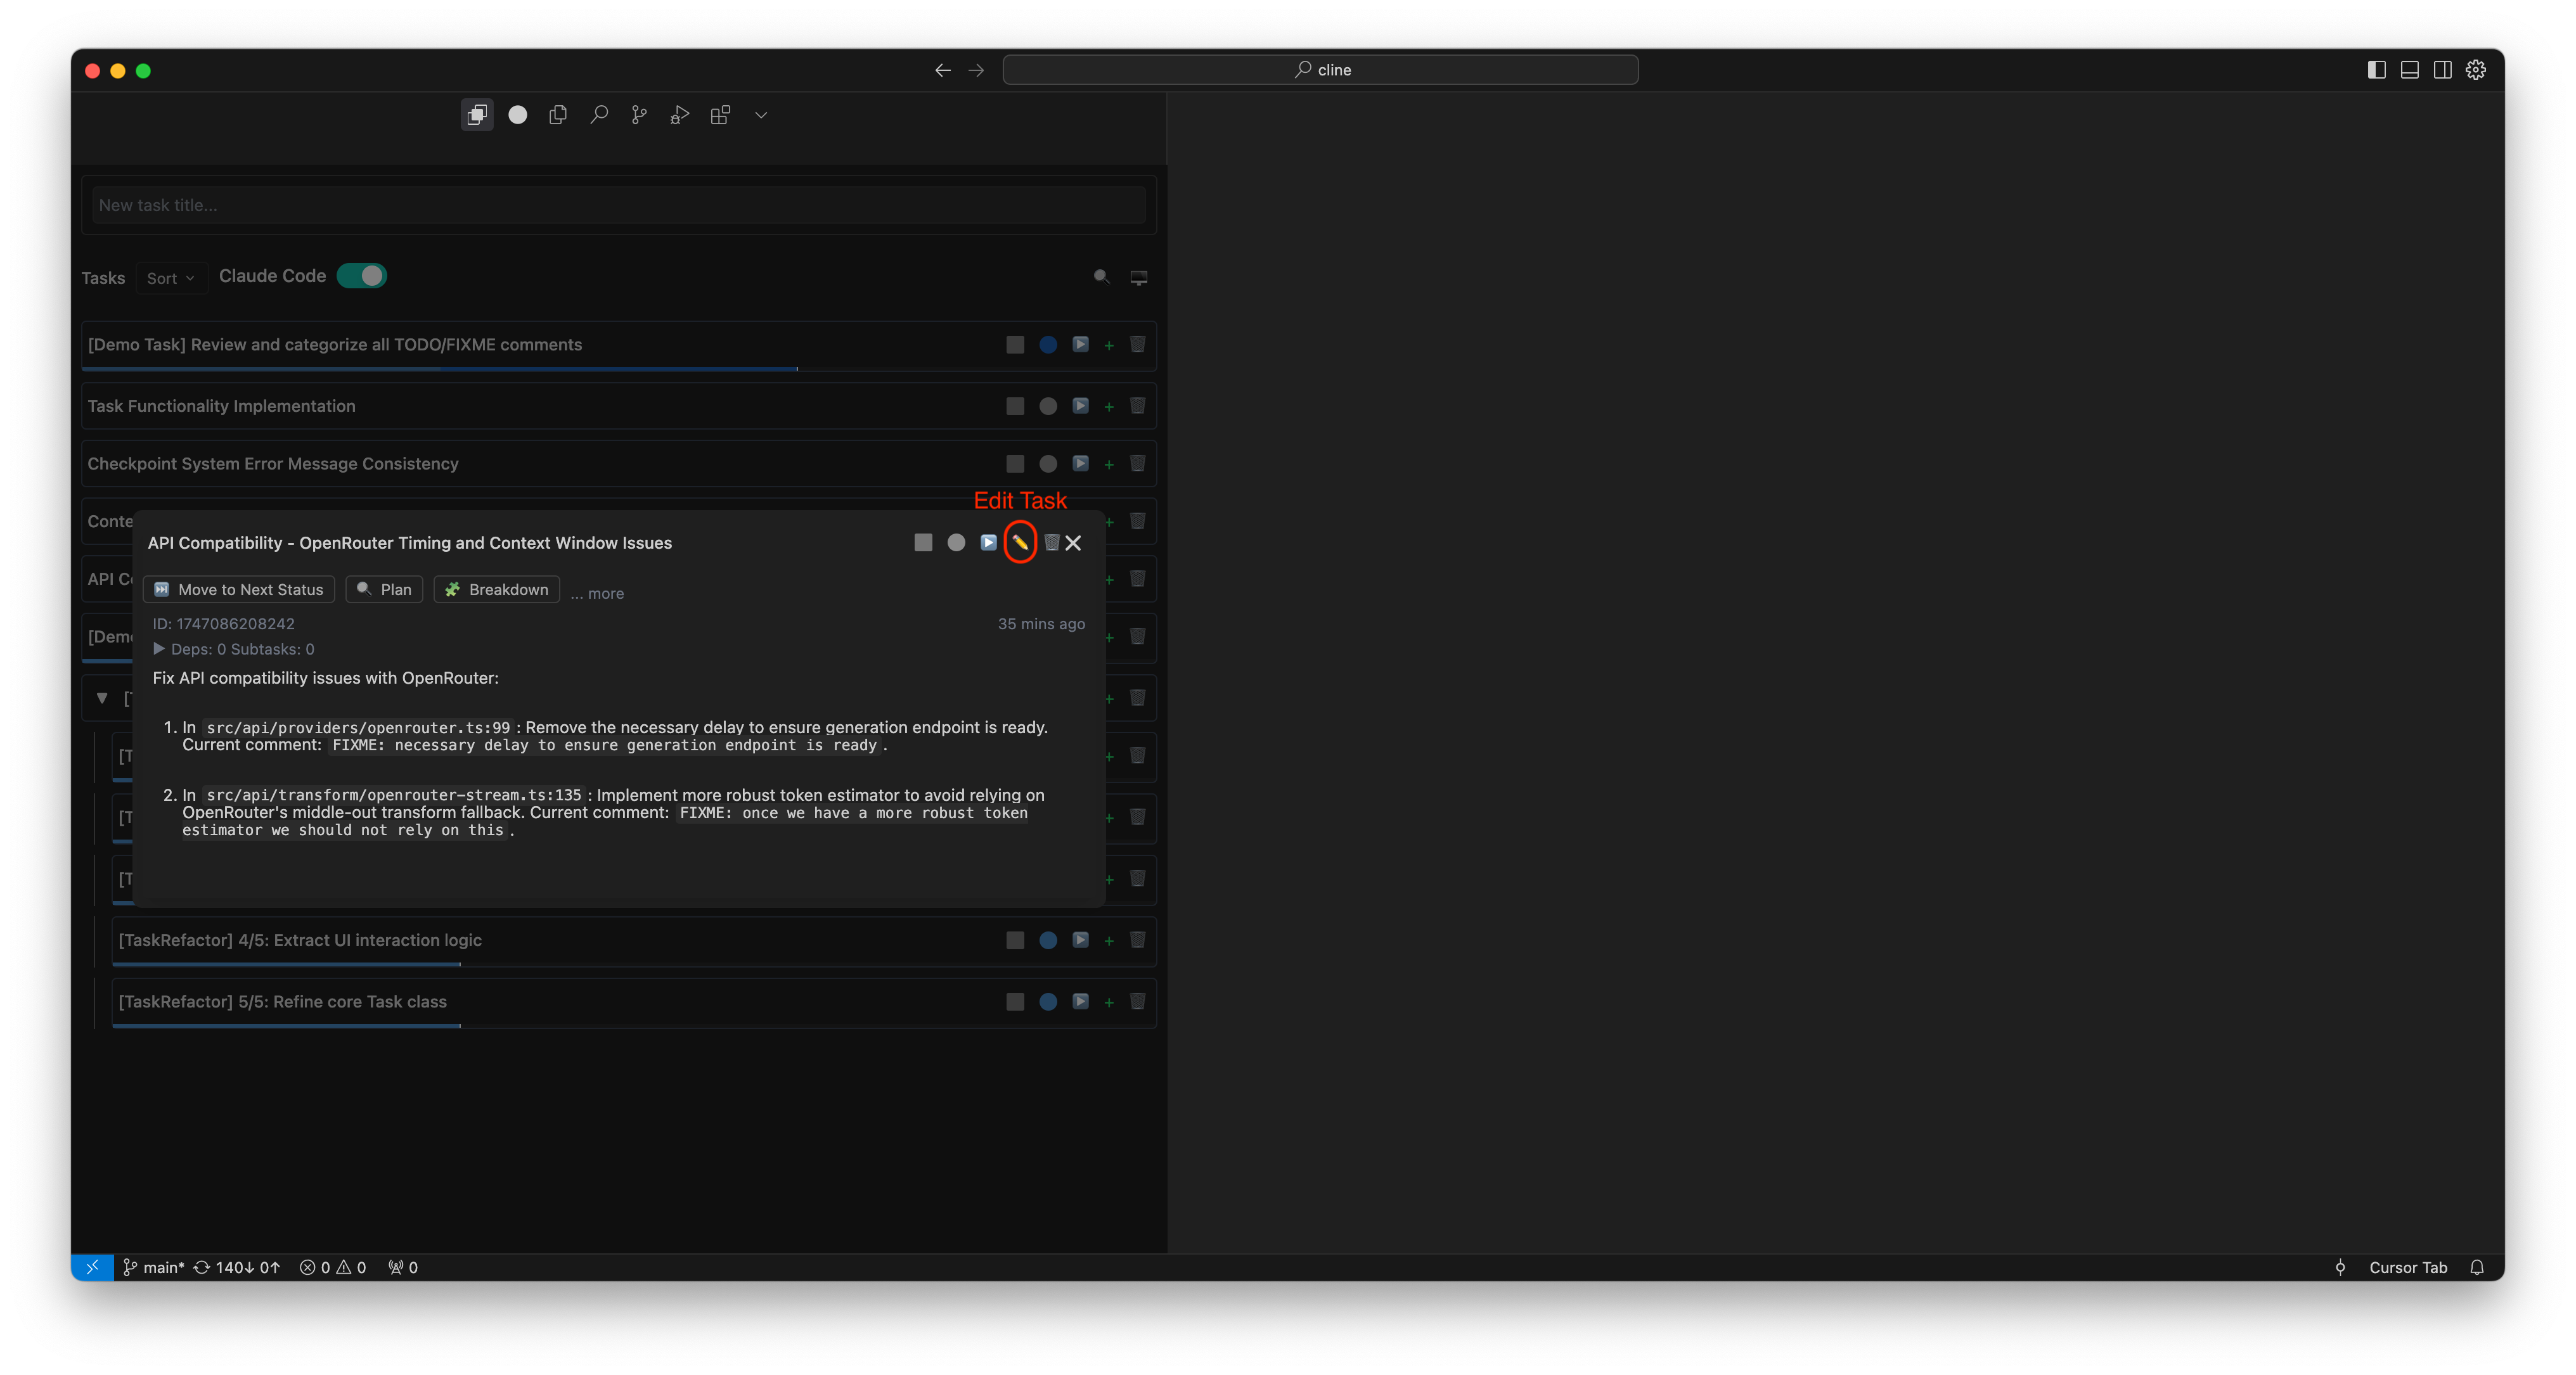 cline
New task title...
Tasks
Sort
Claude Code
[Demo Task] Review and categorize all TODO/FIXME comments
Task Functionality Implementation
Checkpoint System Error Message Consistency
Edit Task
Conte
API Compatibility - OpenRouter Timing and Context Window Issues
API Co
Move to Next Status
Plan
Breakdown
... more
ID: 1747086208242
35 mins ago
[Demo
Deps: 0 Subtasks: 0
Fix API compatibility issues with OpenRouter:
[T
1. In src/api/providers/openrouter.ts:99 : Remove the necessary delay to ensure generation endpoint is ready.
Current comment: FIXME: necessary delay to ensure generation endpoint is ready .
[T
2. In src/api/transform/openrouter-stream.ts:135 : Implement more robust token estimator to avoid relying on
OpenRouter's middle-out transform fallback. Current comment: FIXME: once we have a more robust token
estimator we should not rely on this .
[T
[T
[TaskRefactor] 4/5: Extract UI interaction logic
[TaskRefactor] 5/5: Refine core Task class
main* 140↓ 0↑ 0 0 0
Cursor Tab